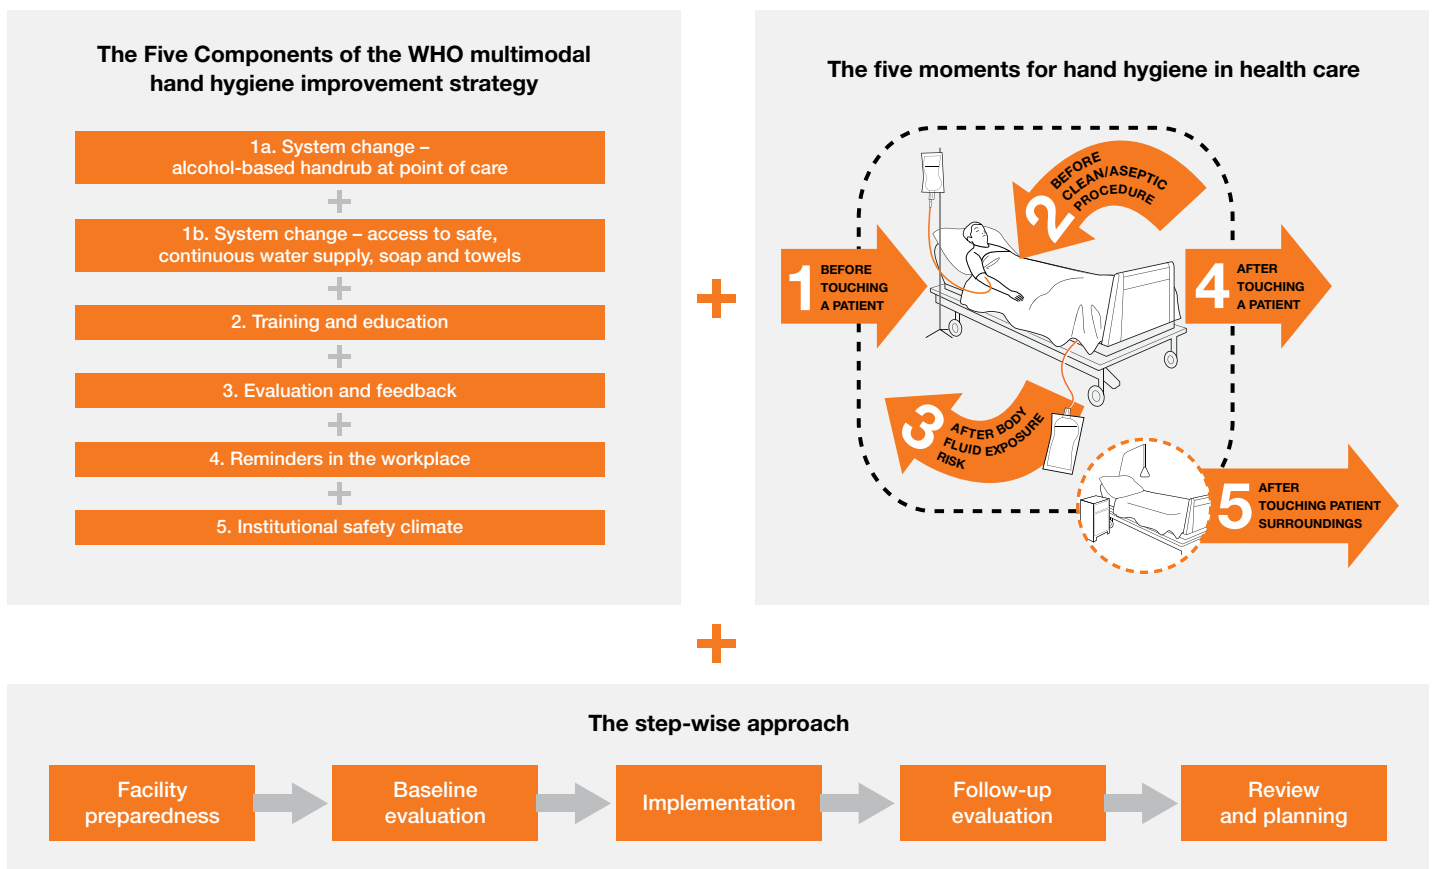 The Five Components of the WHO multimodal
hand hygiene improvement strategy
1a. System change –
alcohol-based handrub at point of care
+
1b. System change – access to safe,
continuous water supply, soap and towels
+
2. Training and education
+
3. Evaluation and feedback
+
4. Reminders in the workplace
+
5. Institutional safety climate
+
The five moments for hand hygiene in health care
1
BEFORE
TOUCHING
A PATIENT
2
BEFORE
CLEAN/ASEPTIC
PROCEDURE
3
AFTER BODY
FLUID EXPOSURE
RISK
4
AFTER
TOUCHING
A PATIENT
5
AFTER
TOUCHING PATIENT
SURROUNDINGS
+
The step-wise approach
Facility
preparedness
Baseline
evaluation
Implementation
Follow-up
evaluation
Review
and planning